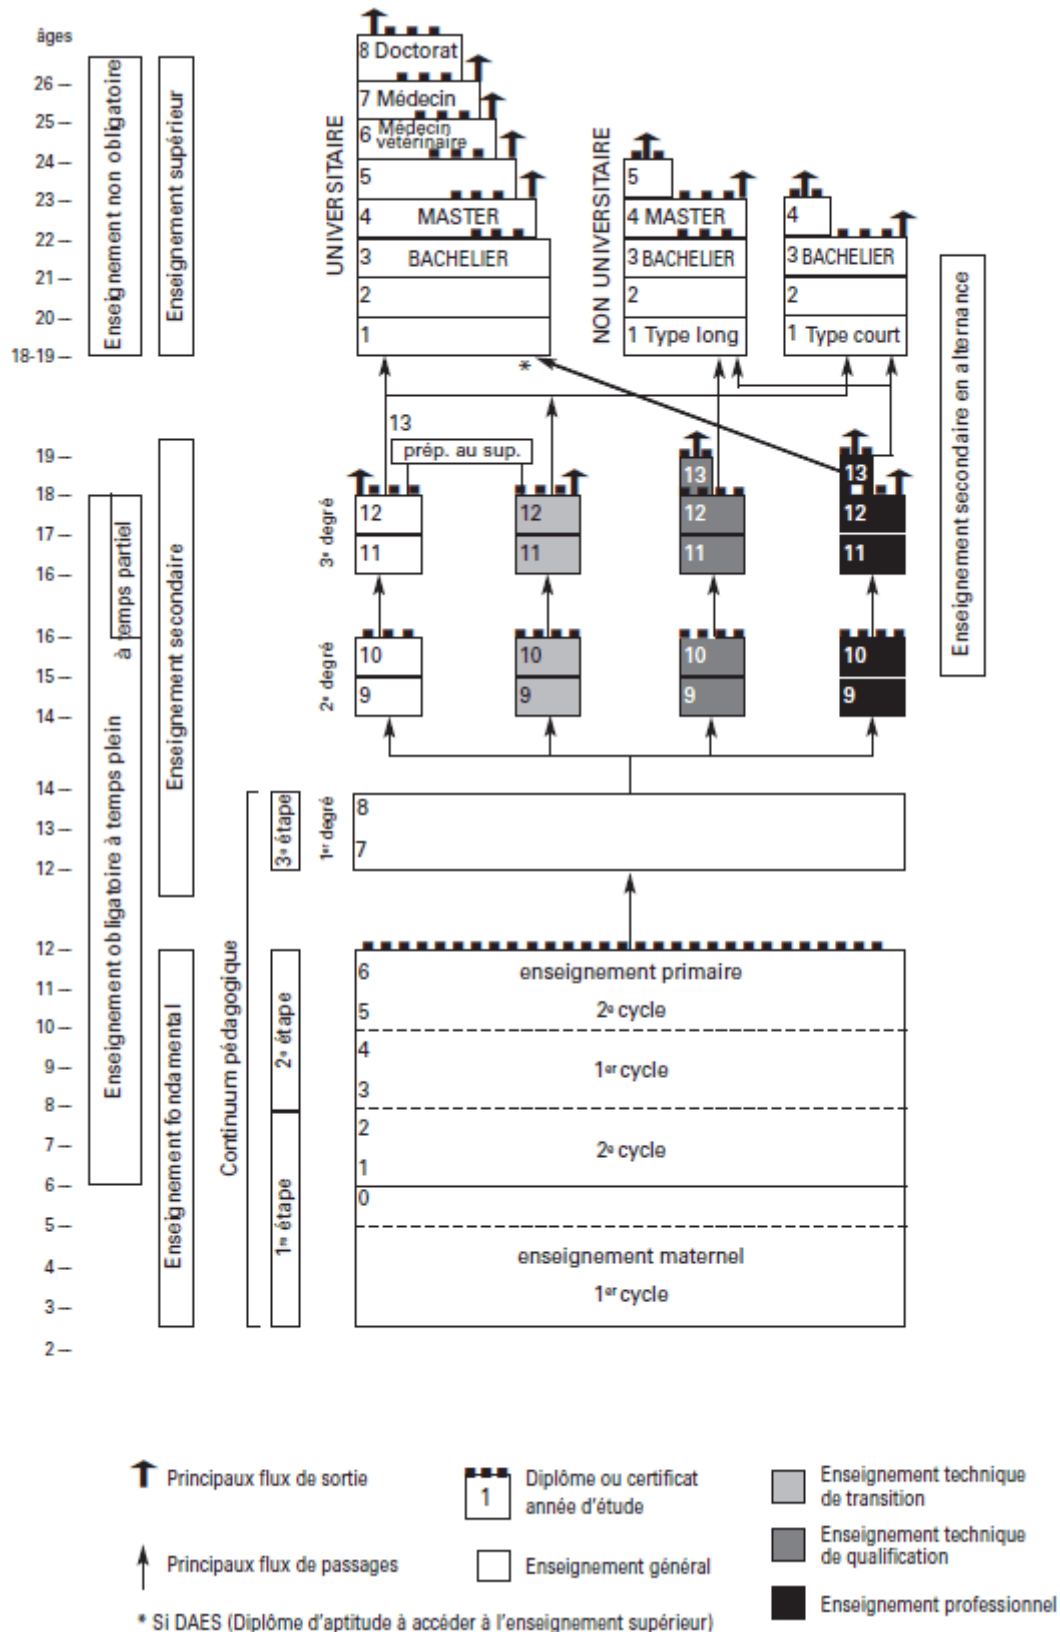 âges
26
25
24
23
22
21
20
18-19
19
18
17
16
16
15
14
14
13
12
12
11
10
9
8
7
6
5
4
3
2
Enseignement non obligatoire
Enseignement supérieur
à temps partiel
Enseignement obligatoire à temps plein
Enseignement secondaire
Enseignement fondamental
Continuum pédagogique
3e étape
2e étape
1re étape
UNIVERSITAIRE
8 Doctorat
7 Médecin
6 Médecin
vétérinaire
5
4 MASTER
3 BACHELIER
2
1
NON UNIVERSITAIRE
5
4 MASTER
3 BACHELIER
2
1 Type long
4
3 BACHELIER
2
1 Type court
*
Enseignement secondaire en alternance
13
prép. au sup.
13
13
3e degré
12
11
12
11
12
11
12
11
2e degré
10
9
10
9
10
9
10
9
1er degré
8
7
6 enseignement primaire
5 2e cycle
4
1er cycle
3
2
2e cycle
1
0
enseignement maternel
1er cycle
Principaux flux de sortie
Principaux flux de passages
* Si DAES (Diplôme d'aptitude à accéder à l'enseignement supérieur)
1
Diplôme ou certificat
année d'étude
Enseignement général
Enseignement technique
de transition
Enseignement technique
de qualification
Enseignement professionnel